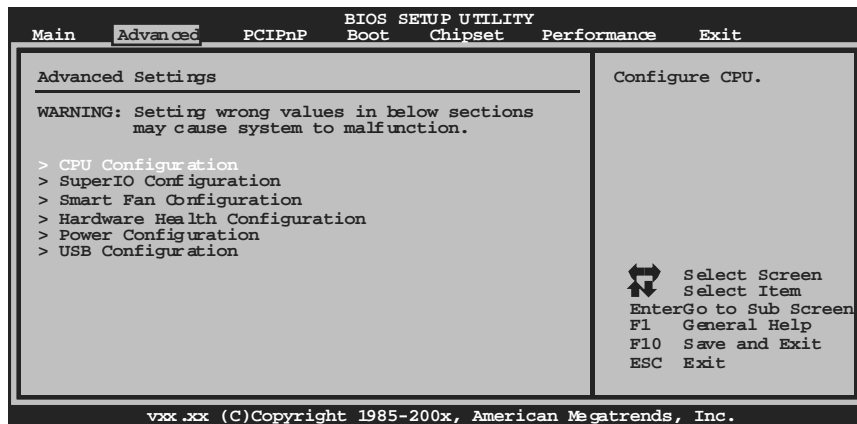 BIOS SETUP UTILITY
Main Advanced PCIPnP Boot Chipset Performance Exit
Advanced Settings
WARNING: Setting wrong values in below sections
may cause system to malfunction.
> CPU Configuration
> SuperIO Configuration
> Smart Fan Configuration
> Hardware Health Configuration
> Power Configuration
> USB Configuration
Configure CPU.
Select Screen
Select Item
Enter Go to Sub Screen
F1 General Help
F10 Save and Exit
ESC Exit
vxx.xx (C)Copyright 1985-200x, American Megatrends, Inc.